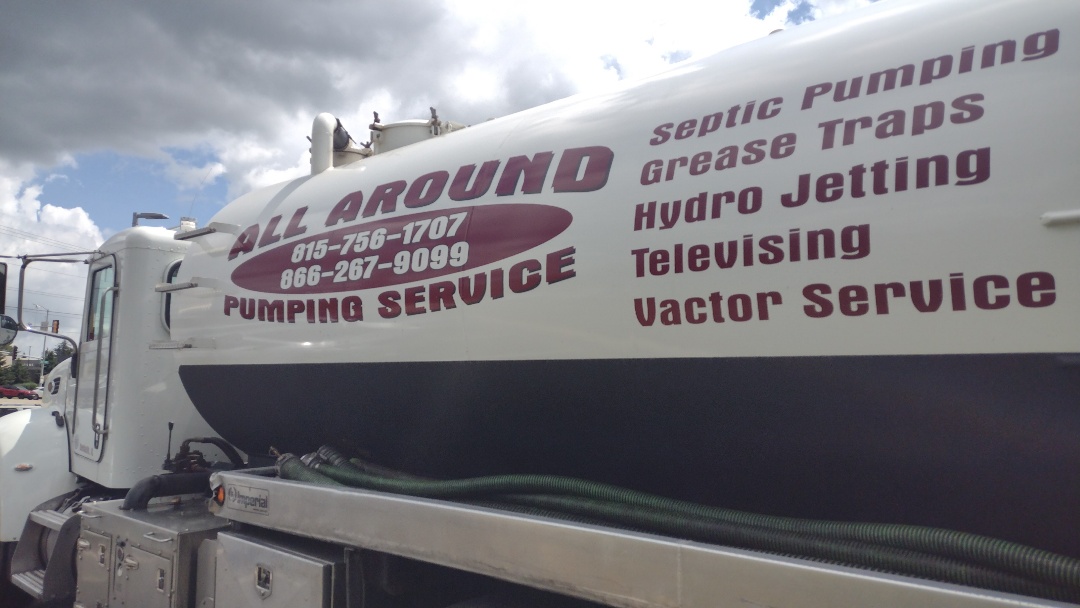 ALL AROUND
815-756-1707
866-267-9099
PUMPING SERVICE
Septic Pumping
Grease Traps
Hydro Jetting
Televising
Vactor Service
Imperial